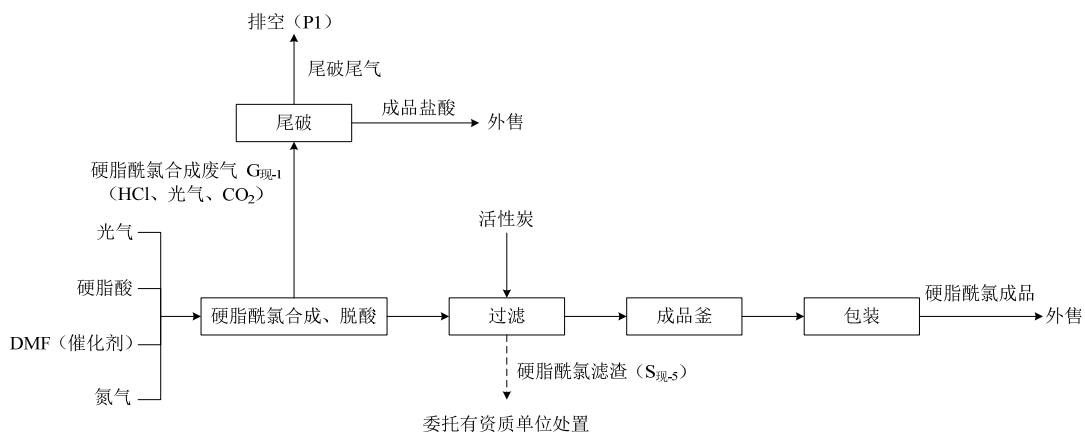 排空（P1）
尾破尾气
尾破
成品盐酸
外售
硬脂酰氯合成废气 G现-1
（HCl、光气、CO2）
活性炭
光气
硬脂酸
DMF（催化剂）
氮气
硬脂酰氯合成、脱酸
过滤
成品釜
包装
硬脂酰氯成品
外售
硬脂酰氯滤渣（S现-5）
委托有资质单位处置